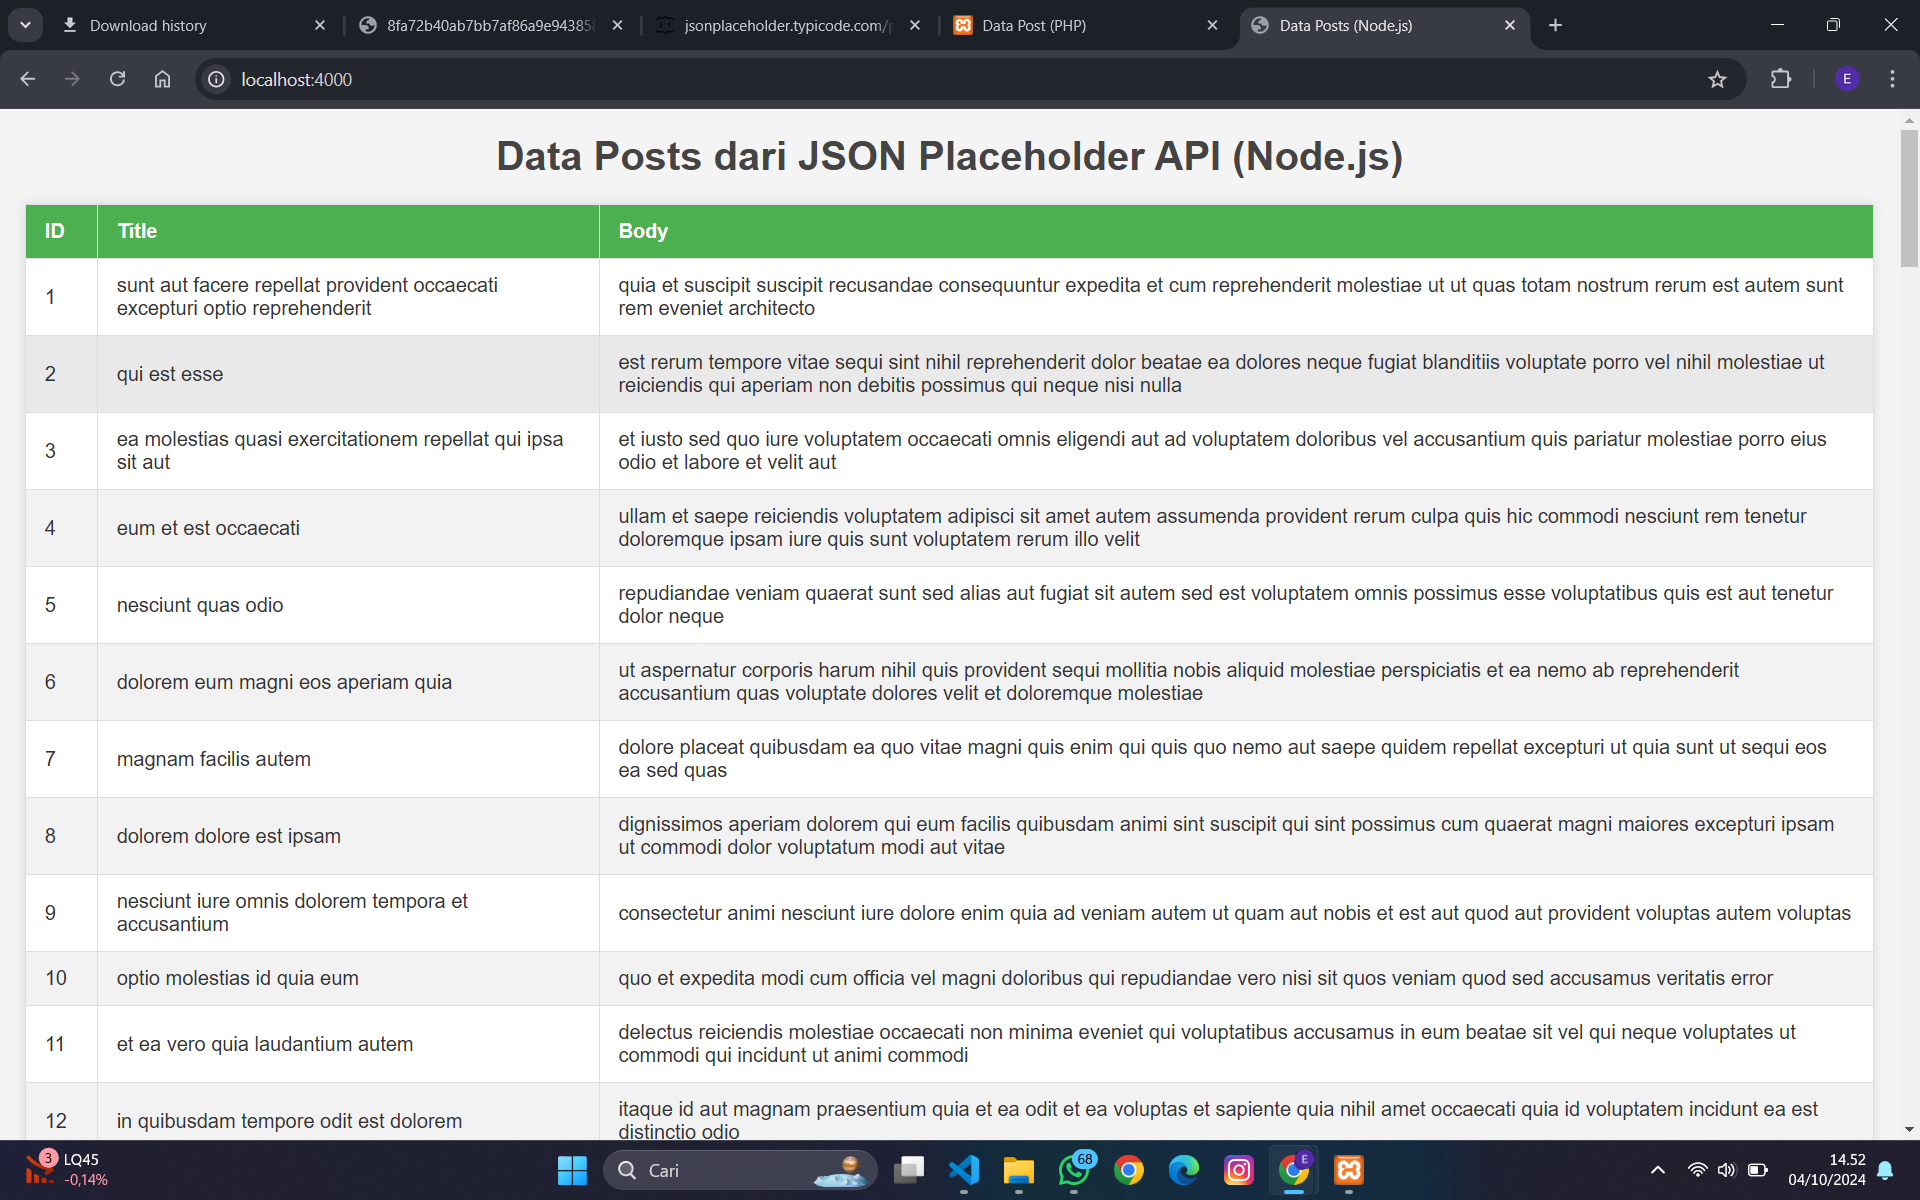 Download history
8fa72b40ab7bb7af86a9e94385
jsonplaceholder.typicode.com/
Data Post (PHP)
Data Posts (Node.js)
localhost:4000
E
Data Posts dari JSON Placeholder API (Node.js)
ID Title Body
1 sunt aut facere repellat provident occaecati
excepturi optio reprehenderit
quia et suscipit suscipit recusandae consequuntur expedita et cum reprehenderit molestiae ut ut quas totam nostrum rerum est autem sunt
rem eveniet architecto
2 qui est esse
est rerum tempore vitae sequi sint nihil reprehenderit dolor beatae ea dolores neque fugiat blanditiis voluptate porro vel nihil molestiae ut
reiciendis qui aperiam non debitis possimus qui neque nisi nulla
3 ea molestias quasi exercitationem repellat qui ipsa
sit aut
et iusto sed quo iure voluptatem occaecati omnis eligendi aut ad voluptatem doloribus vel accusantium quis pariatur molestiae porro eius
odio et labore et velit aut
4 eum et est occaecati
ullam et saepe reiciendis voluptatem adipisci sit amet autem assumenda provident rerum culpa quis hic commodi nesciunt rem tenetur
doloremque ipsam iure quis sunt voluptatem rerum illo velit
5 nesciunt quas odio
repudiandae veniam quaerat sunt sed alias aut fugiat sit autem sed est voluptatem omnis possimus esse voluptatibus quis est aut tenetur
dolor neque
6 dolorem eum magni eos aperiam quia
ut aspernatur corporis harum nihil quis provident sequi mollitia nobis aliquid molestiae perspiciatis et ea nemo ab reprehenderit
accusantium quas voluptate dolores velit et doloremque molestiae
7 magnam facilis autem
dolore placeat quibusdam ea quo vitae magni quis enim qui quis quo nemo aut saepe quidem repellat excepturi ut quia sunt ut sequi eos
ea sed quas
8 dolorem dolore est ipsam
dignissimos aperiam dolorem qui eum facilis quibusdam animi sint suscipit qui sint possimus cum quaerat magni maiores excepturi ipsam
ut commodi dolor voluptatum modi aut vitae
9 nesciunt iure omnis dolorem tempora et
accusantium
consectetur animi nesciunt iure dolore enim quia ad veniam autem ut quam aut nobis et est aut quod aut provident voluptas autem voluptas
10 optio molestias id quia eum
quo et expedita modi cum officia vel magni doloribus qui repudiandae vero nisi sit quos veniam quod sed accusamus veritatis error
11 et ea vero quia laudantium autem
delectus reiciendis molestiae occaecati non minima eveniet qui voluptatibus accusamus in eum beatae sit vel qui neque voluptates ut
commodi qui incidunt ut animi commodi
12 in quibusdam tempore odit est dolorem
itaque id aut magnam praesentium quia et ea odit et ea voluptas et sapiente quia nihil amet occaecati quia id voluptatem incidunt ea est
distinctio odio
3
LQ45
-0,14%
Cari
68
E
14.52
04/10/2024